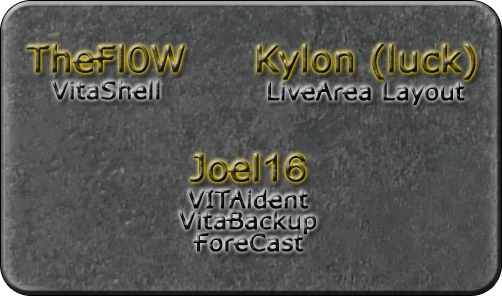 TheFl0W
VitaShell
Kylon (luck)
LiveArea Layout
Joel16
VITAident
VitaBackup
ForeCast